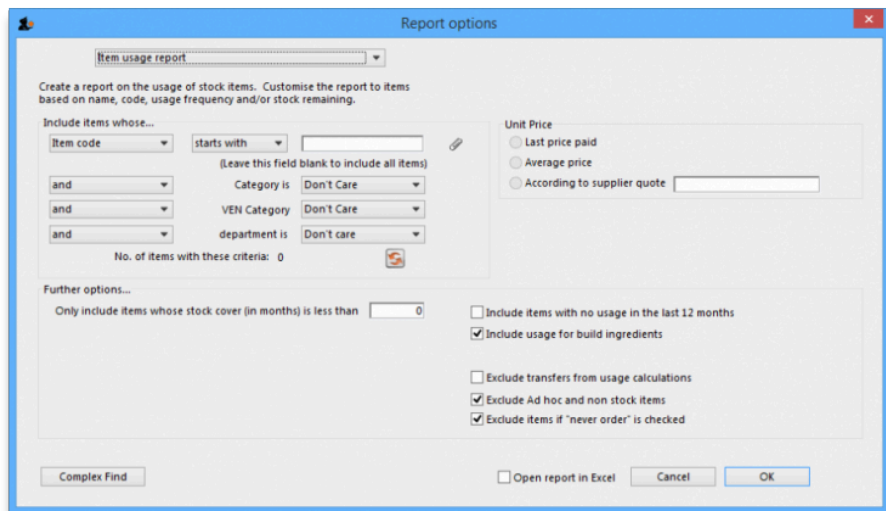 Report options
Item usage report
Create a report on the usage of stock items. Customise the report to items
based on name, code, usage frequency and/or stock remaining.
Include items whose...
Item code starts with
(Leave this field blank to include all items)
and Category is Don't Care
and VEN Category Don't Care
and department is Don't care
No. of items with these criteria: 0
Unit Price
Last price paid
Average price
According to supplier quote
Further options...
Only include items whose stock cover (in months) is less than 0
Include items with no usage in the last 12 months
Include usage for build ingredients
Exclude transfers from usage calculations
Exclude Ad hoc and non stock items
Exclude items if "never order" is checked
Complex Find Open report in Excel Cancel OK